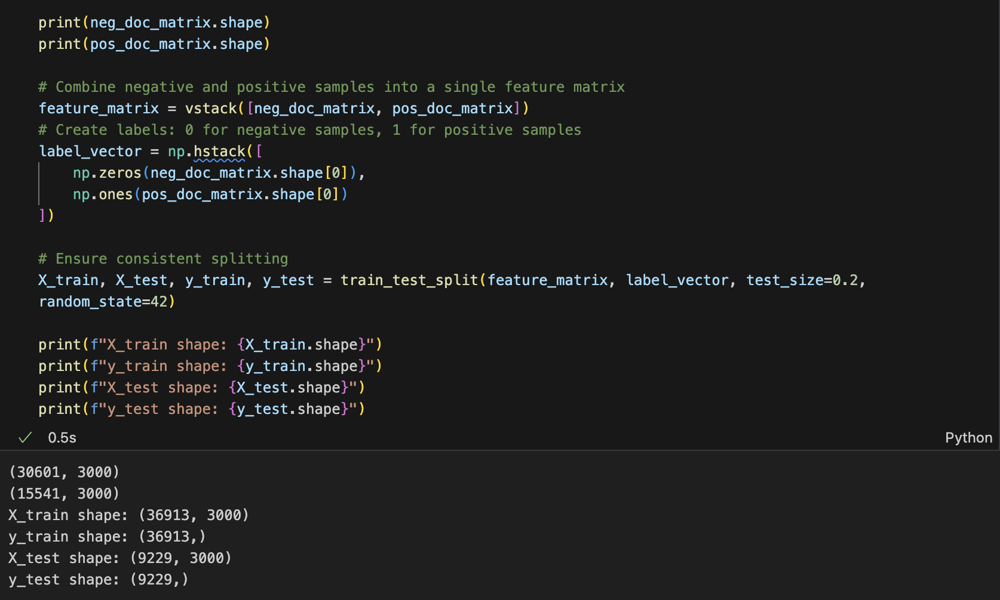 print(neg_doc_matrix.shape)
print(pos_doc_matrix.shape)
# Combine negative and positive samples into a single feature matrix
feature_matrix = vstack([neg_doc_matrix, pos_doc_matrix])
# Create labels: 0 for negative samples, 1 for positive samples
label_vector = np.hstack([
    np.zeros(neg_doc_matrix.shape[0]),
    np.ones(pos_doc_matrix.shape[0])
])
# Ensure consistent splitting
X_train, X_test, y_train, y_test = train_test_split(feature_matrix, label_vector, test_size=0.2,
random_state=42)
print(f"X_train shape: {X_train.shape}")
print(f"y_train shape: {y_train.shape}")
print(f"X_test shape: {X_test.shape}")
print(f"y_test shape: {y_test.shape}")
0.5s Python
(30601, 3000)
(15541, 3000)
X_train shape: (36913, 3000)
y_train shape: (36913,)
X_test shape: (9229, 3000)
y_test shape: (9229,)